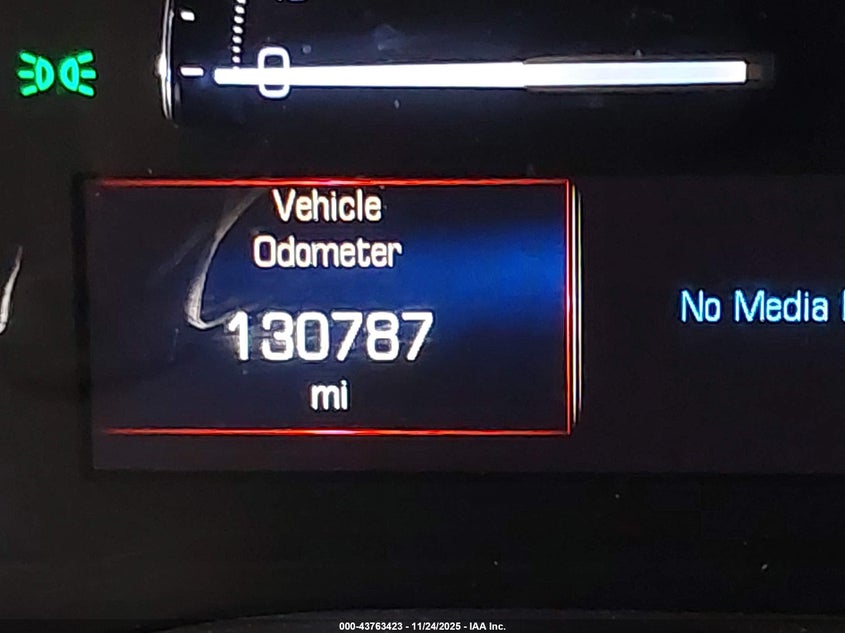 0
Vehicle
Odometer
130787
mi
No Media
000-43763423 - 11/24/2025 - IAA Inc.